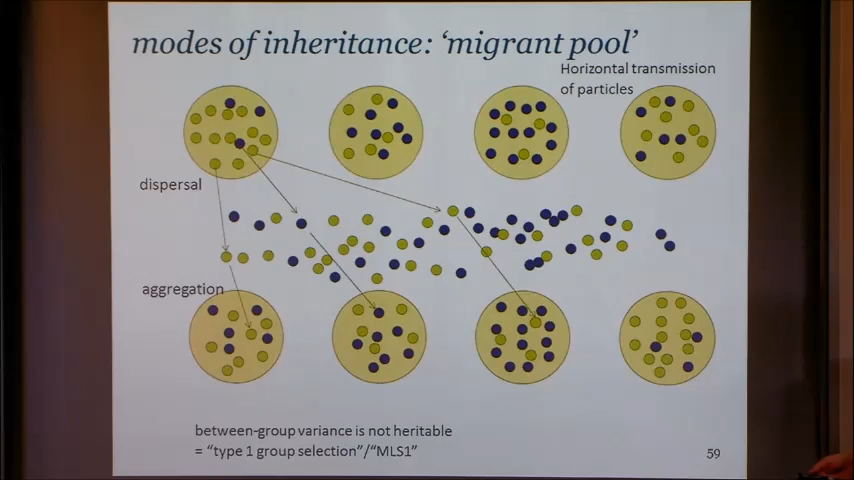 modes of inheritance: ‘migrant pool’
Horizontal transmission
of particles
dispersal
aggregation
between-group variance is not heritable
= “type 1 group selection”/“MLS1”
59